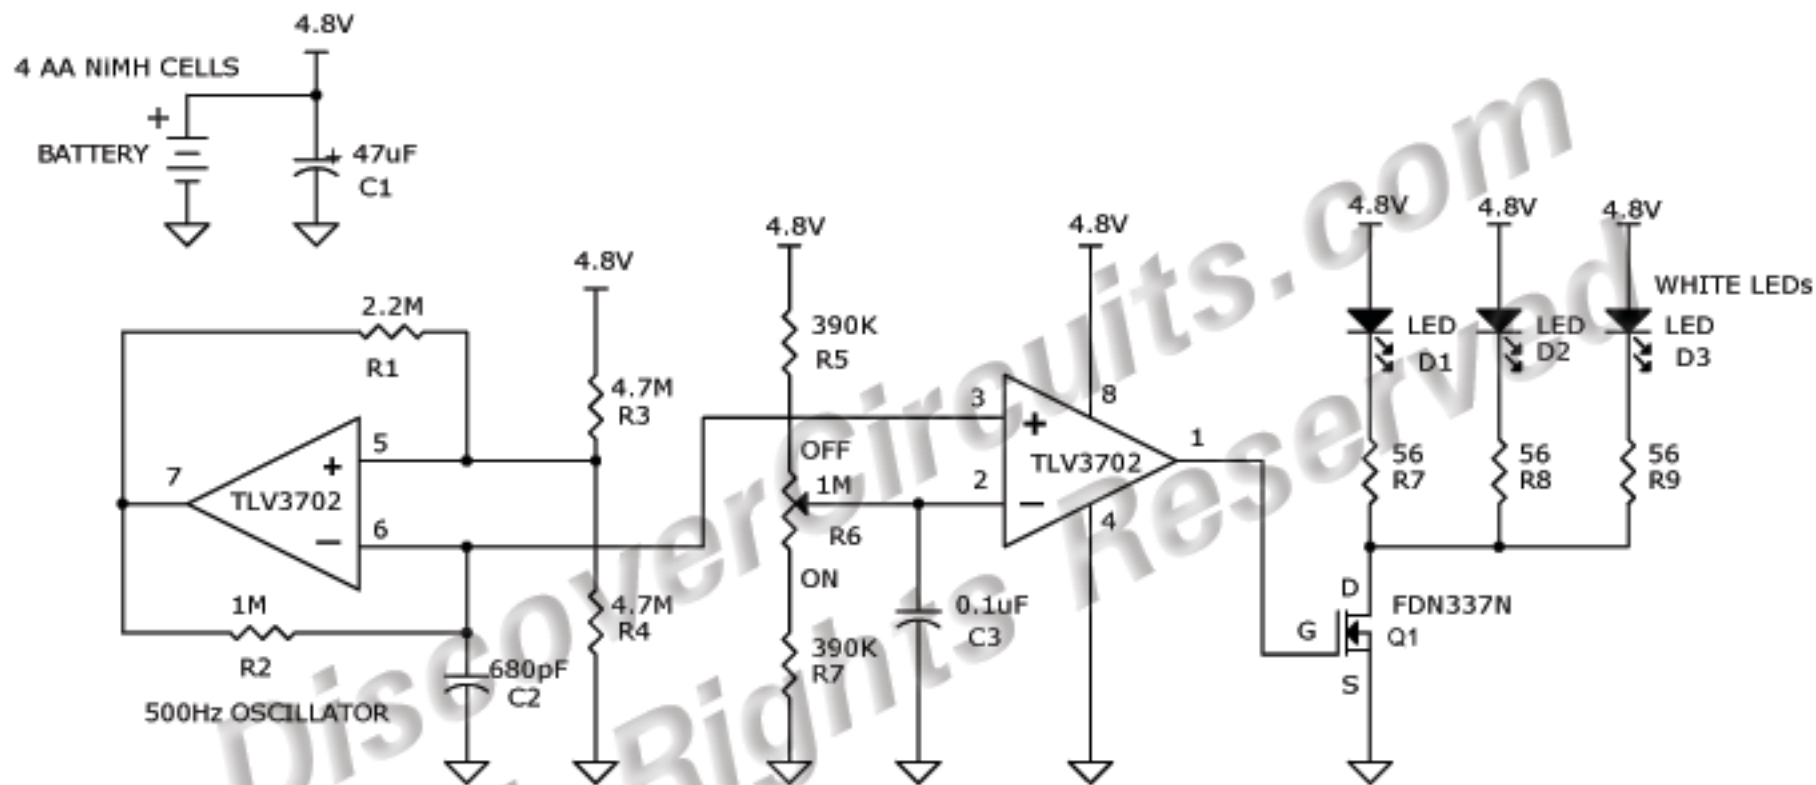 4.8V
4 AA NiMH CELLS
+
BATTERY
+ 47uF
C1
4.8V
2.2M
R1
4.7M
R3
5
+
7
TLV3702
6
−
1M
R2
4.7M
R4
680pF
C2
500Hz OSCILLATOR
4.8V
390K
R5
OFF
1M
R6
ON
390K
R7
0.1uF
C3
4.8V
3
8
+
TLV3702
1
2
−
4
4.8V
4.8V
4.8V
WHITE LEDs
LED
D1
LED
D2
LED
D3
56
R7
56
R8
56
R9
D
FDN337N
G
Q1
S
DiscoverCircuits.com
Rights Reserved